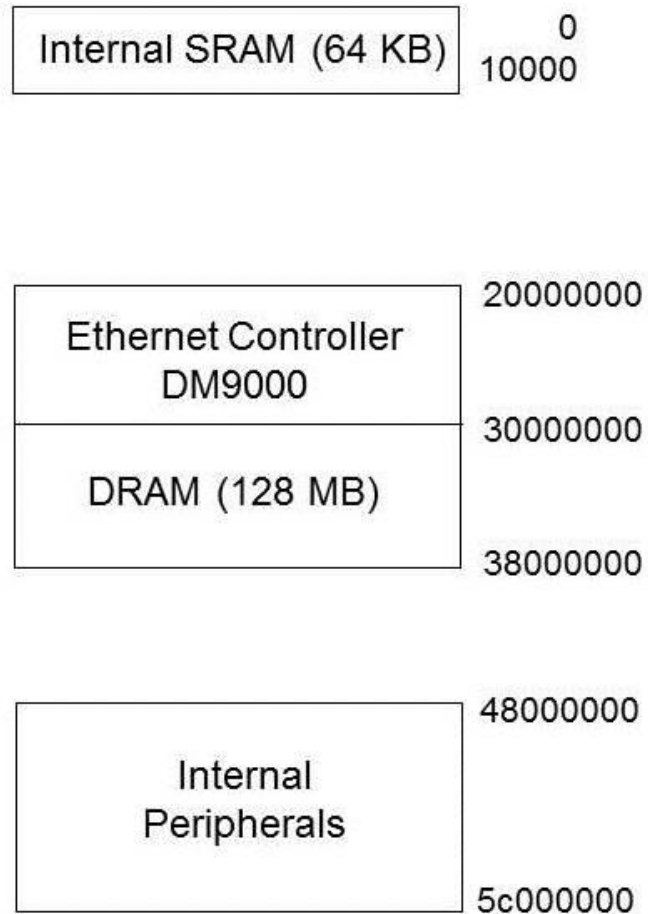 Internal SRAM (64 KB)
0
10000
20000000
Ethernet Controller
DM9000
30000000
DRAM (128 MB)
38000000
48000000
Internal
Peripherals
5c000000